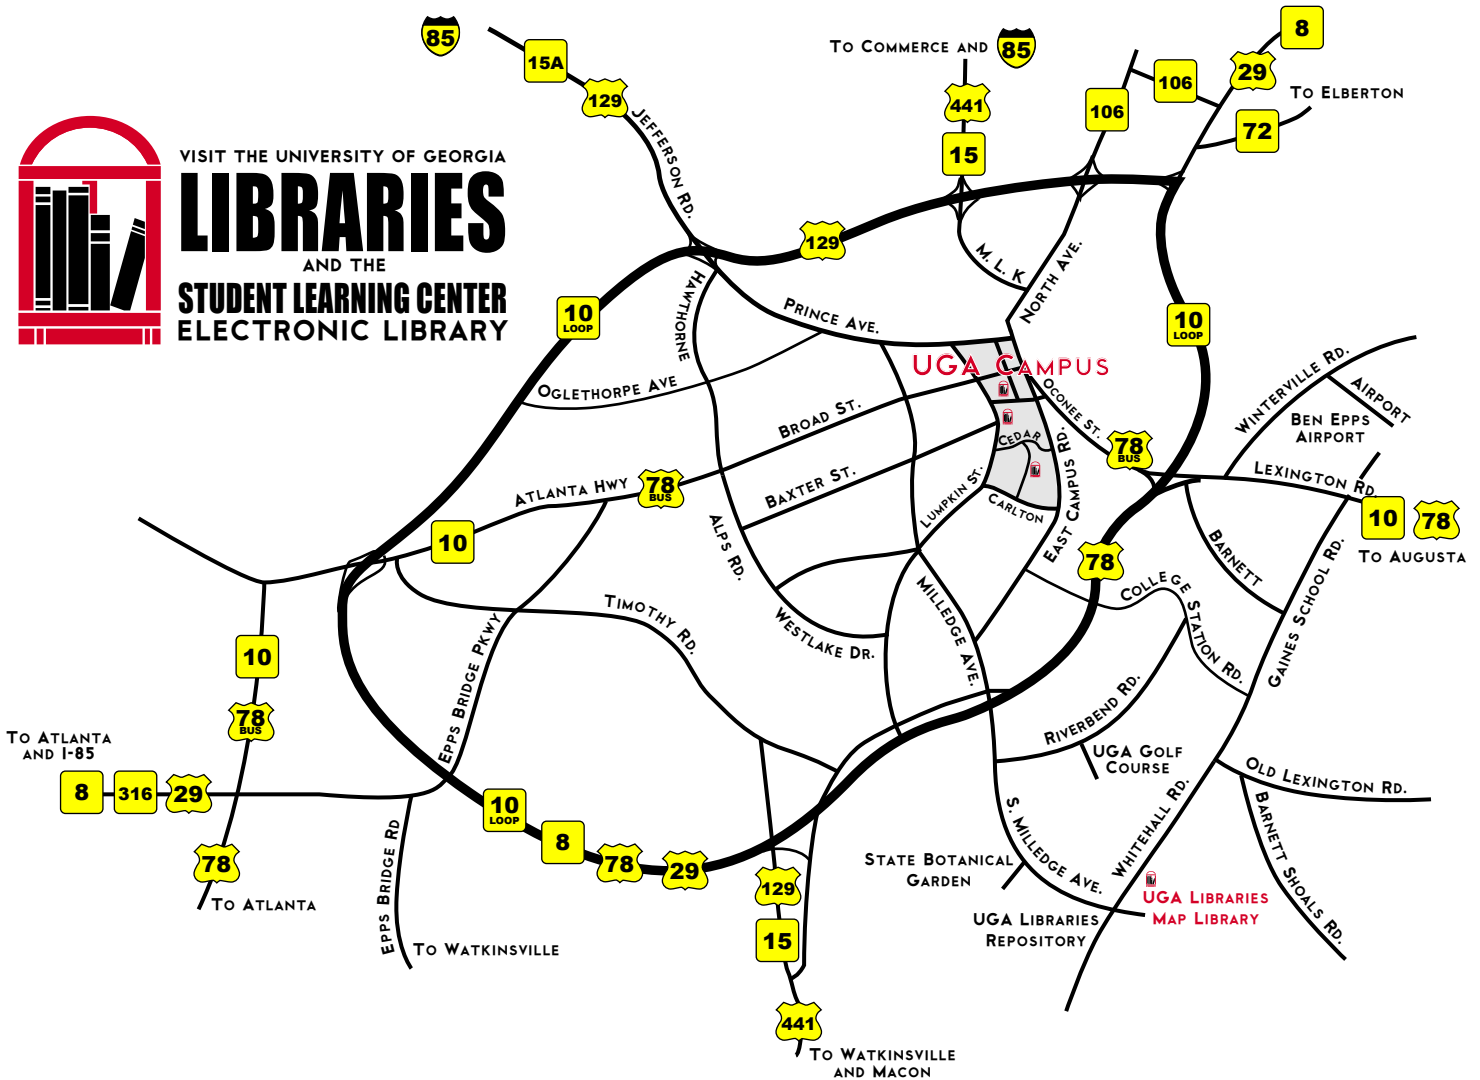 85
15A
129
JEFFERSON RD.
TO COMMERCE AND
85
441
15
106
106
8
29
TO ELBERTON
72
VISIT THE UNIVERSITY OF GEORGIA
LIBRARIES
AND THE
STUDENT LEARNING CENTER
ELECTRONIC LIBRARY
129
M. L. K
NORTH AVE.
HAWTHORNE
PRINCE AVE.
10
LOOP
10
LOOP
UGA CAMPUS
OGLETHORPE AVE
BROAD ST.
OCONEE ST.
WINTERVILLE RD.
AIRPORT
BEN EPPS
AIRPORT
CEDAR
78
BUS
LEXINGTON RD.
BAXTER ST.
ATLANTA HWY
78
BUS
LUMPKIN ST.
CARLTON
EAST CAMPUS RD.
10
78
TO AUGUSTA
10
ALPS RD.
78
BARNETT
GAINES SCHOOL RD.
COLLEGE STATION RD.
TIMOTHY RD.
WESTLAKE DR.
MILLEDGE AVE.
10
EPPS BRIDGE PKWY
78
BUS
RIVERBEND RD.
UGA GOLF
COURSE
TO ATLANTA
AND I-85
8
316
29
OLD LEXINGTON RD.
10
LOOP
8
78
29
78
TO ATLANTA
EPPS BRIDGE RD
TO WATKINSVILLE
S. MILLEDGE AVE.
WHITEHALL RD.
BARNETT SHOALS RD.
STATE BOTANICAL
GARDEN
129
15
UGA LIBRARIES
MAP LIBRARY
UGA LIBRARIES
REPOSITORY
441
TO WATKINSVILLE
AND MACON